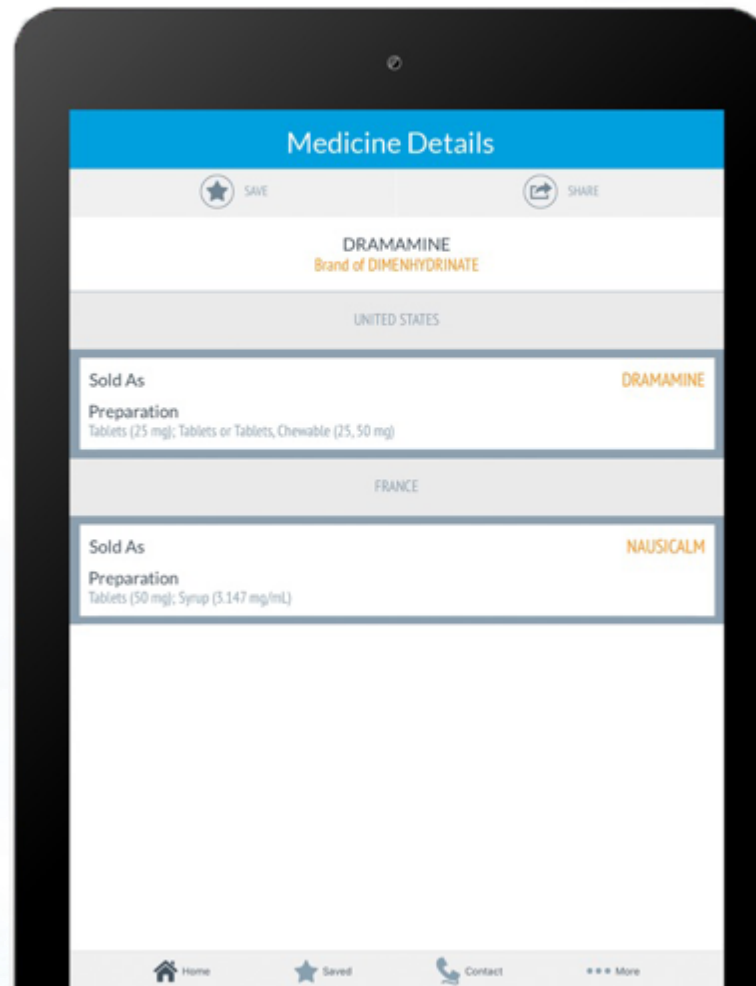 Medicine Details
SAVE
SHARE
DRAMAMINE
Brand of DIMENHYDRINATE
UNITED STATES
Sold As
DRAMAMINE
Preparation
Tablets (25 mg); Tablets or Tablets, Chewable (25, 50 mg)
FRANCE
Sold As
NAUSICALM
Preparation
Tablets (50 mg); Syrup (3.147 mg/mL)
Home
Saved
Contact
More